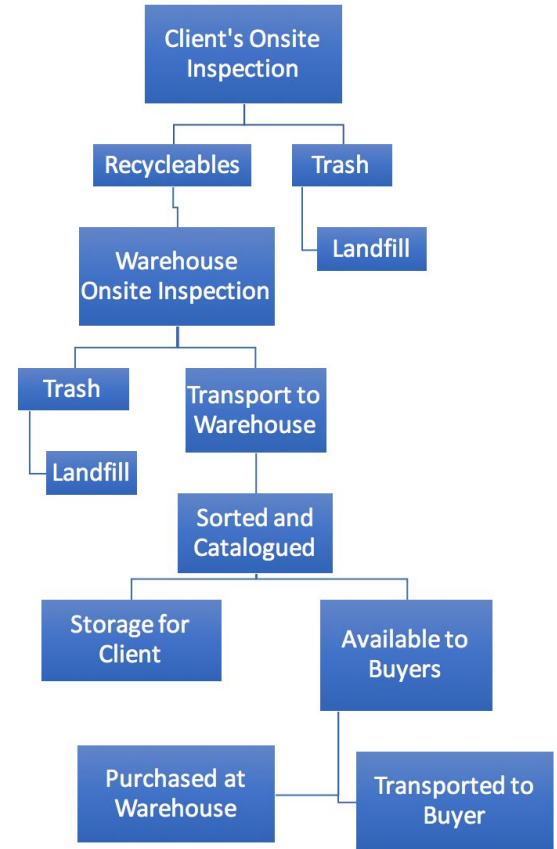 Client's Onsite
Inspection
Recycleables
Trash
Landfill
Warehouse
Onsite Inspection
Trash
Transport to
Warehouse
Landfill
Sorted and
Catalogued
Storage for
Client
Available to
Buyers
Purchased at
Warehouse
Transported to
Buyer